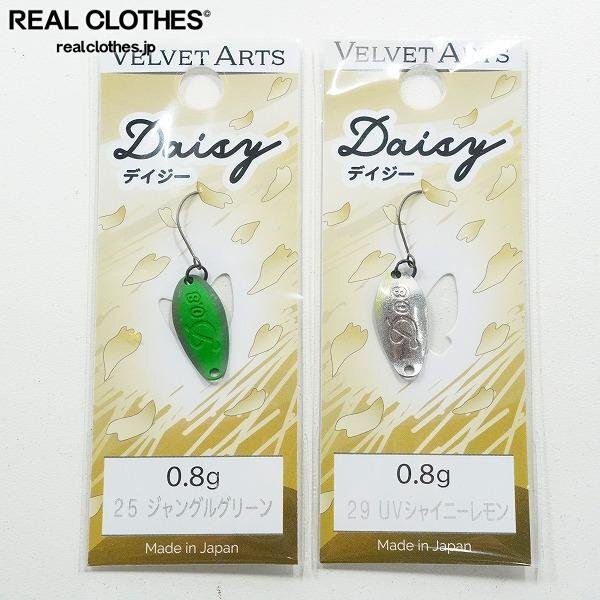 REAL CLOTHES
realclothes.jp
VELVET ARTS
Daisy
デイジー
0.8g
25 ジャングルグリーン
Made in Japan
VELVET ARTS
Daisy
デイジー
0.8g
29 UVシャイニーレモン
Made in Japan